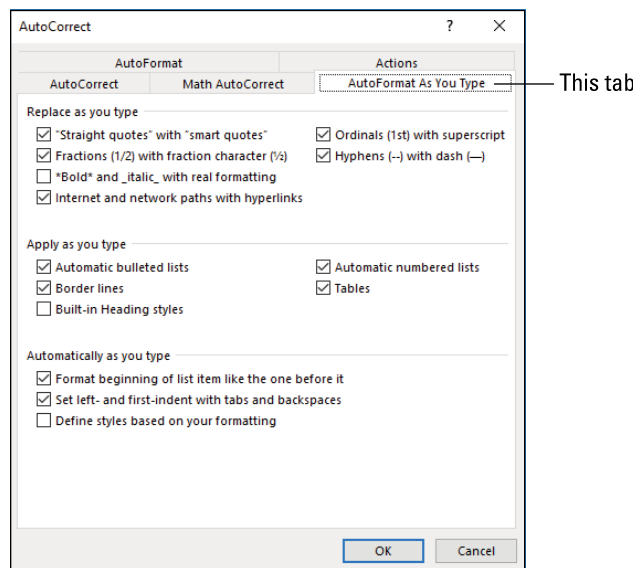 AutoCorrect ? ×
AutoFormat Actions
AutoCorrect Math AutoCorrect AutoFormat As You Type This tab
Replace as you type
"Straight quotes" with "smart quotes" Ordinals (1st) with superscript
Fractions (1/2) with fraction character (½) Hyphens (--) with dash (—)
*Bold* and _italic_ with real formatting
Internet and network paths with hyperlinks
Apply as you type
Automatic bulleted lists Automatic numbered lists
Border lines Tables
Built-in Heading styles
Automatically as you type
Format beginning of list item like the one before it
Set left- and first-indent with tabs and backspaces
Define styles based on your formatting
OK Cancel